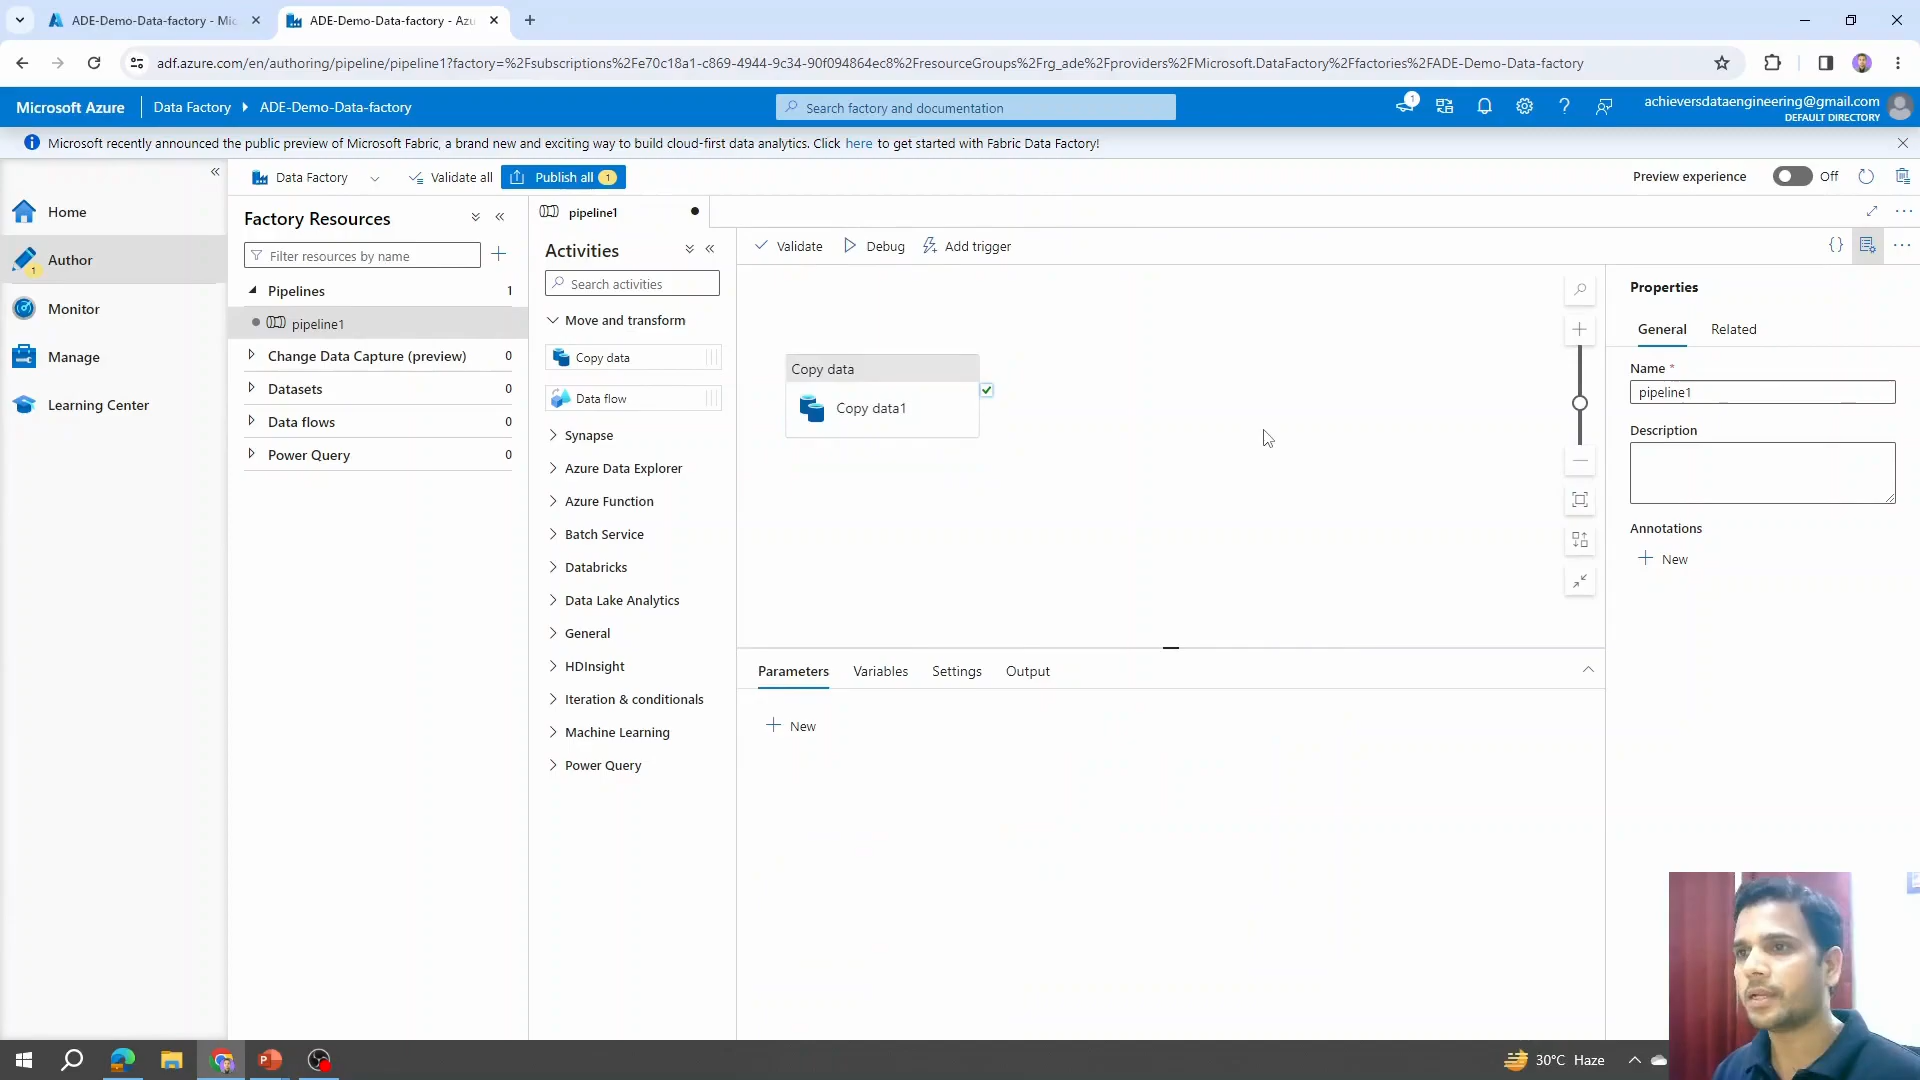 ADE-Demo-Data-factory - Mic
ADE-Demo-Data-factory - Azu
adf.azure.com/en/authoring/pipeline/pipeline1?factory=%2Fsubscriptions%2Fe70c18a1-c869-4944-9c34-90f094864ec8%2FresourceGroups%2Frg_ade%2Fproviders%2FMicrosoft.DataFactory%2Ffactories%2FADE-Demo-Data-factory
Microsoft Azure
Data Factory
ADE-Demo-Data-factory
Search factory and documentation
1
achieversdataengineering@gmail.com
DEFAULT DIRECTORY
Microsoft recently announced the public preview of Microsoft Fabric, a brand new and exciting way to build cloud-first data analytics. Click here to get started with Fabric Data Factory!
Home
Author
1
Monitor
Manage
Learning Center
Data Factory
Validate all
Publish all 1
Preview experience
Off
Factory Resources
Filter resources by name
Pipelines 1
pipeline1
Change Data Capture (preview) 0
Datasets 0
Data flows 0
Power Query 0
pipeline1
Activities
Search activities
Move and transform
Copy data
Data flow
Synapse
Azure Data Explorer
Azure Function
Batch Service
Databricks
Data Lake Analytics
General
HDInsight
Iteration & conditionals
Machine Learning
Power Query
Validate
Debug
Add trigger
Copy data
Copy data1
Parameters
Variables
Settings
Output
New
Properties
General
Related
Name *
pipeline1
Description
Annotations
New
30°C Haze